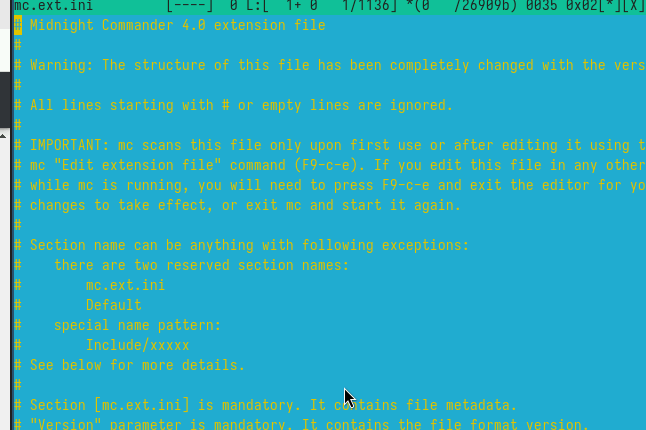 mc.ext.ini [----] 0 L:[ 1+ 0 1/1136] *(0 /26909b) 0035 0x02[*][X]
# Midnight Commander 4.0 extension file
#
# Warning: The structure of this file has been completely changed with the vers
#
# All lines starting with # or empty lines are ignored.
#
# IMPORTANT: mc scans this file only upon first use or after editing it using t
# mc "Edit extension file" command (F9-c-e). If you edit this file in any other
# while mc is running, you will need to press F9-c-e and exit the editor for yo
# changes to take effect, or exit mc and start it again.
#
# Section name can be anything with following exceptions:
# there are two reserved section names:
# mc.ext.ini
# Default
# special name pattern:
# Include/xxxxx
# See below for more details.
#
# Section [mc.ext.ini] is mandatory. It contains file metadata.
# "Version" parameter is mandatory. It contains the file format version.